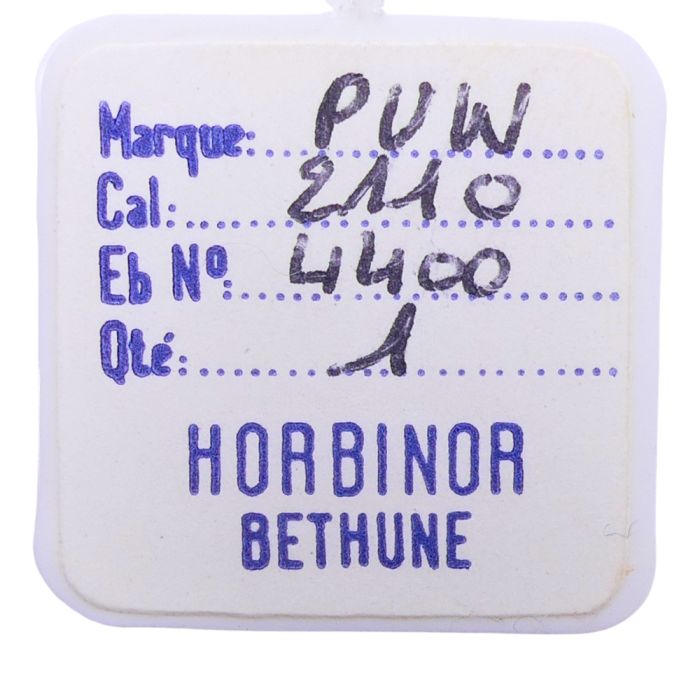 Marque: PUW
Cal: 2110
Eb Nº: 4400
Qté: 1
HORBINOR
BETHUNE